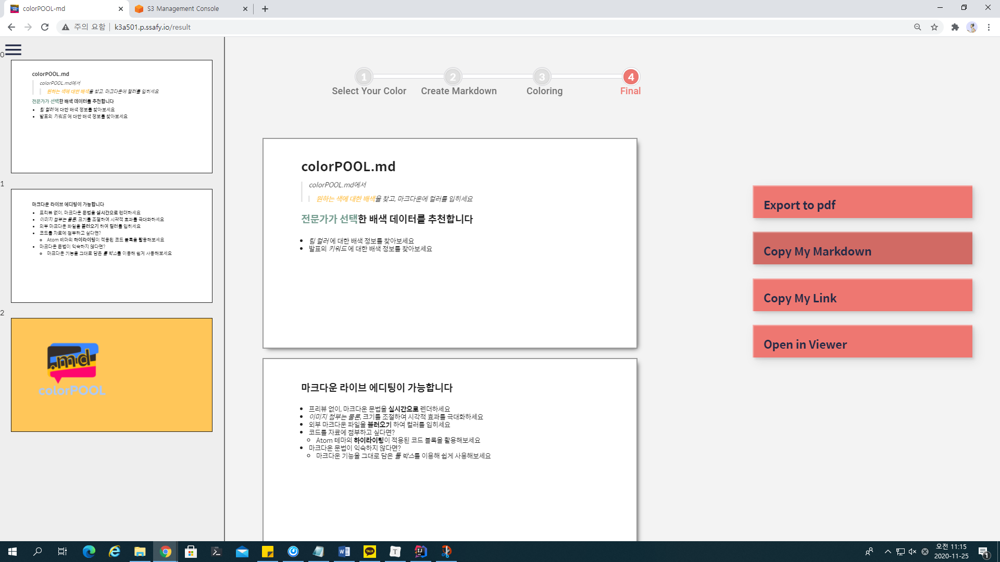 colorPOOL-md
S3 Management Console
주의 요함
k3a501.p.ssafy.io/result
0
colorPOOL.md
colorPOOL.md에서
원하는 색에 대한 배색을 찾고, 마크다운에 컬러를 입히세요
전문가가 선택한 배색 데이터를 추천합니다
팀 컬러에 대한 배색 정보를 찾아보세요
발표의 키워드에 대한 배색 정보를 찾아보세요
1
마크다운 라이브 에디팅이 가능합니다
프리뷰 없이, 마크다운 문법을 실시간으로 렌더하세요
이미지 첨부는 물론, 크기를 조절하여 시각적 효과를 극대화하세요
외부 마크다운 파일을 불러오기 하여 컬러를 입히세요
코드를 자료에 첨부하고 싶다면?
Atom 테마의 하이라이팅이 적용된 코드 블록을 활용해보세요
마크다운 문법이 익숙하지 않다면?
마크다운 기능을 그대로 담은 툴 박스를 이용해 쉽게 사용해보세요
2
.md
colorPOOL
1 2 3 4
Select Your Color Create Markdown Coloring Final
colorPOOL.md
colorPOOL.md에서
원하는 색에 대한 배색을 찾고, 마크다운에 컬러를 입히세요
전문가가 선택한 배색 데이터를 추천합니다
팀 컬러에 대한 배색 정보를 찾아보세요
발표의 키워드에 대한 배색 정보를 찾아보세요
마크다운 라이브 에디팅이 가능합니다
프리뷰 없이, 마크다운 문법을 실시간으로 렌더하세요
이미지 첨부는 물론, 크기를 조절하여 시각적 효과를 극대화하세요
외부 마크다운 파일을 불러오기 하여 컬러를 입히세요
코드를 자료에 첨부하고 싶다면?
Atom 테마의 하이라이팅이 적용된 코드 블록을 활용해보세요
마크다운 문법이 익숙하지 않다면?
마크다운 기능을 그대로 담은 툴 박스를 이용해 쉽게 사용해보세요
Export to pdf
Copy My Markdown
Copy My Link
Open in Viewer
TALK
T
IJ
오전 11:15
2020-11-25
1